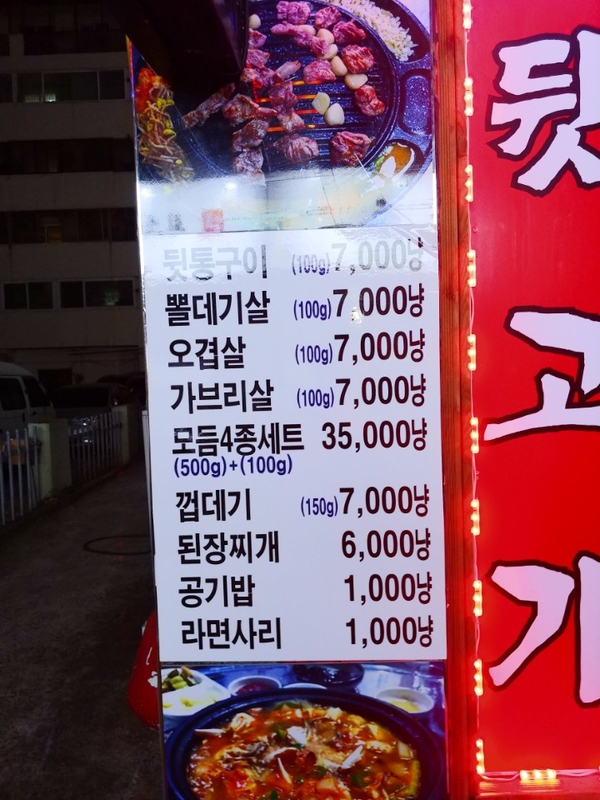 뒷통구이 (100g) 7,000냥
뽈데기살 (100g) 7,000냥
오겹살 (100g) 7,000냥
가브리살 (100g) 7,000냥
모듬4종세트 35,000냥
(500g)+(100g)
껍데기 (150g) 7,000냥
된장찌개 6,000냥
공기밥 1,000냥
라면사리 1,000냥
뒷
고
기